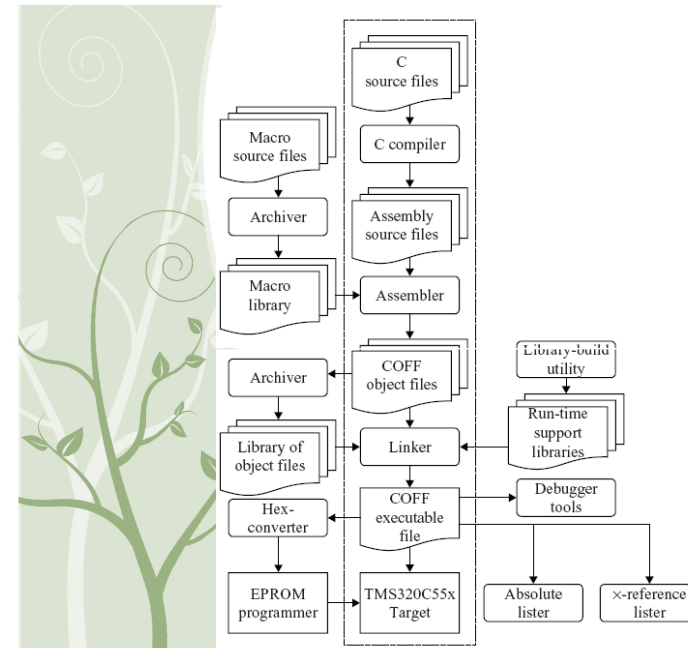 C
source files
Macro
source files
C compiler
Archiver
Assembly
source files
Macro
library
Assembler
COFF
object files
Library-build
utility
Archiver
Run-time
support
libraries
Library of
object files
Linker
Hex-
converter
COFF
executable
file
Debugger
tools
EPROM
programmer
TMS320C55x
Target
Absolute
lister
×-reference
lister